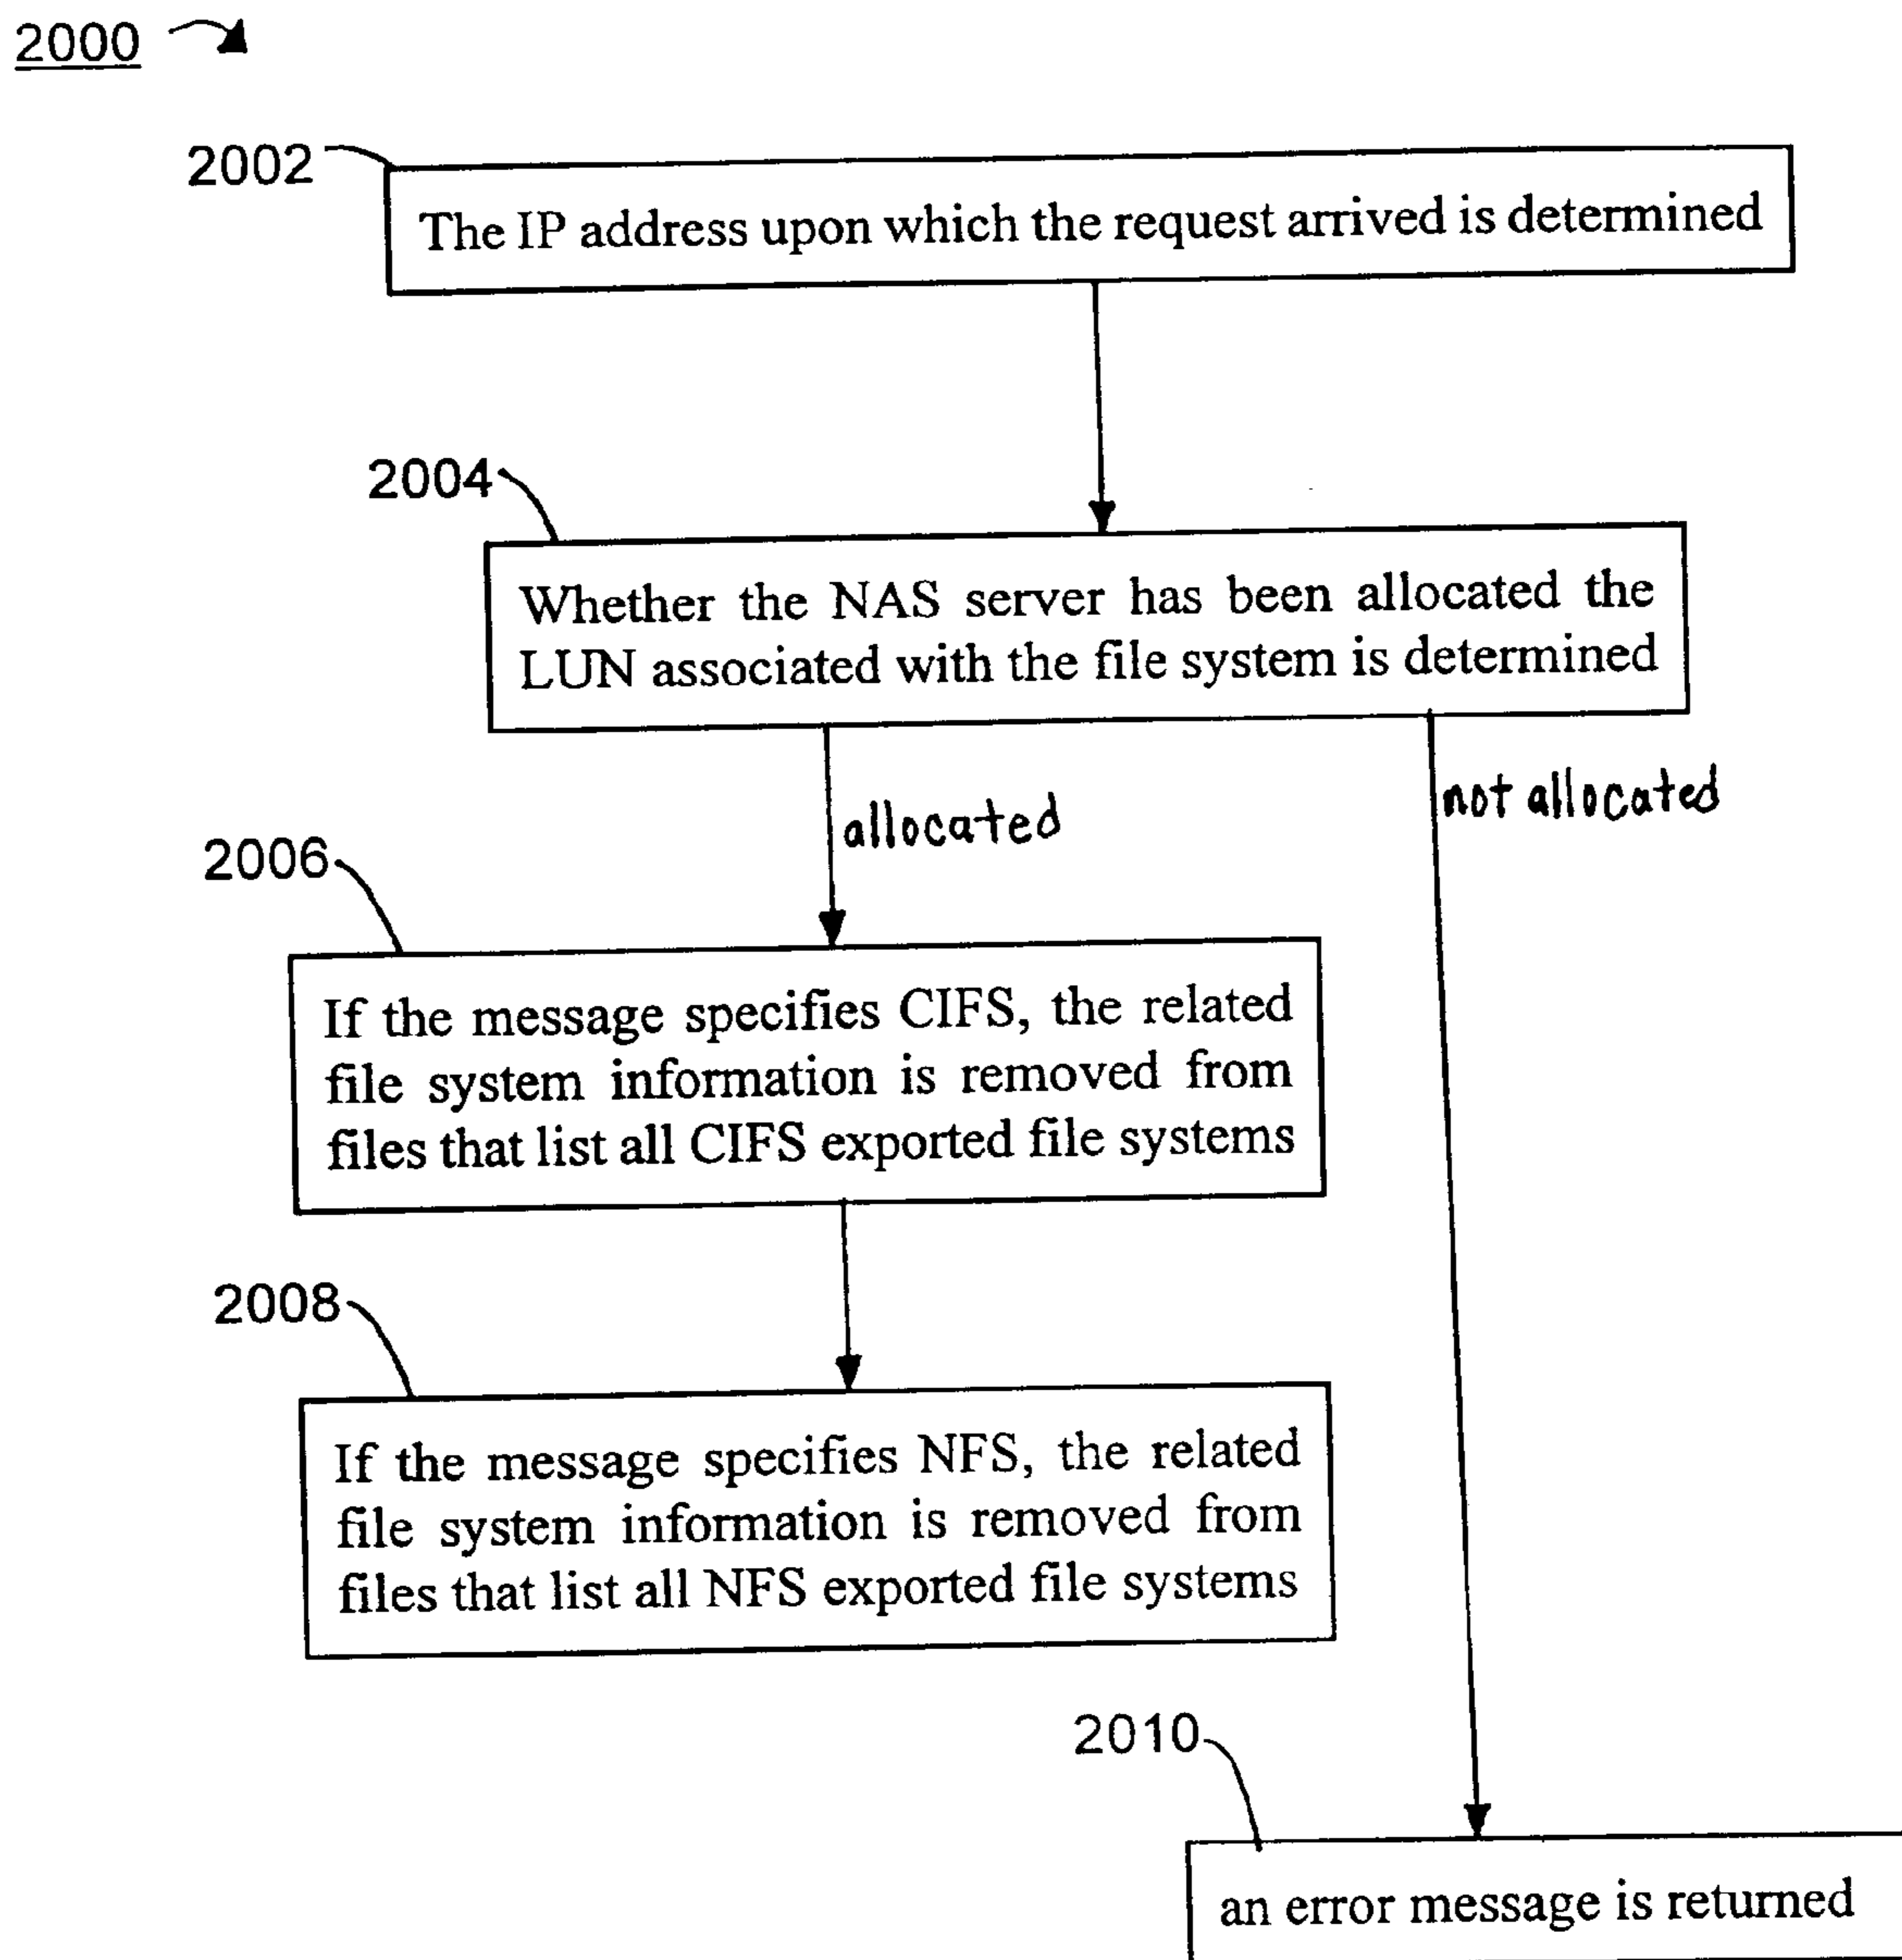 2000
2002
The IP address upon which the request arrived is determined
2004
Whether the NAS server has been allocated the
LUN associated with the file system is determined
allocated
not allocated
2006
If the message specifies CIFS, the related
file system information is removed from
files that list all CIFS exported file systems
2008
If the message specifies NFS, the related
file system information is removed from
files that list all NFS exported file systems
2010
an error message is returned